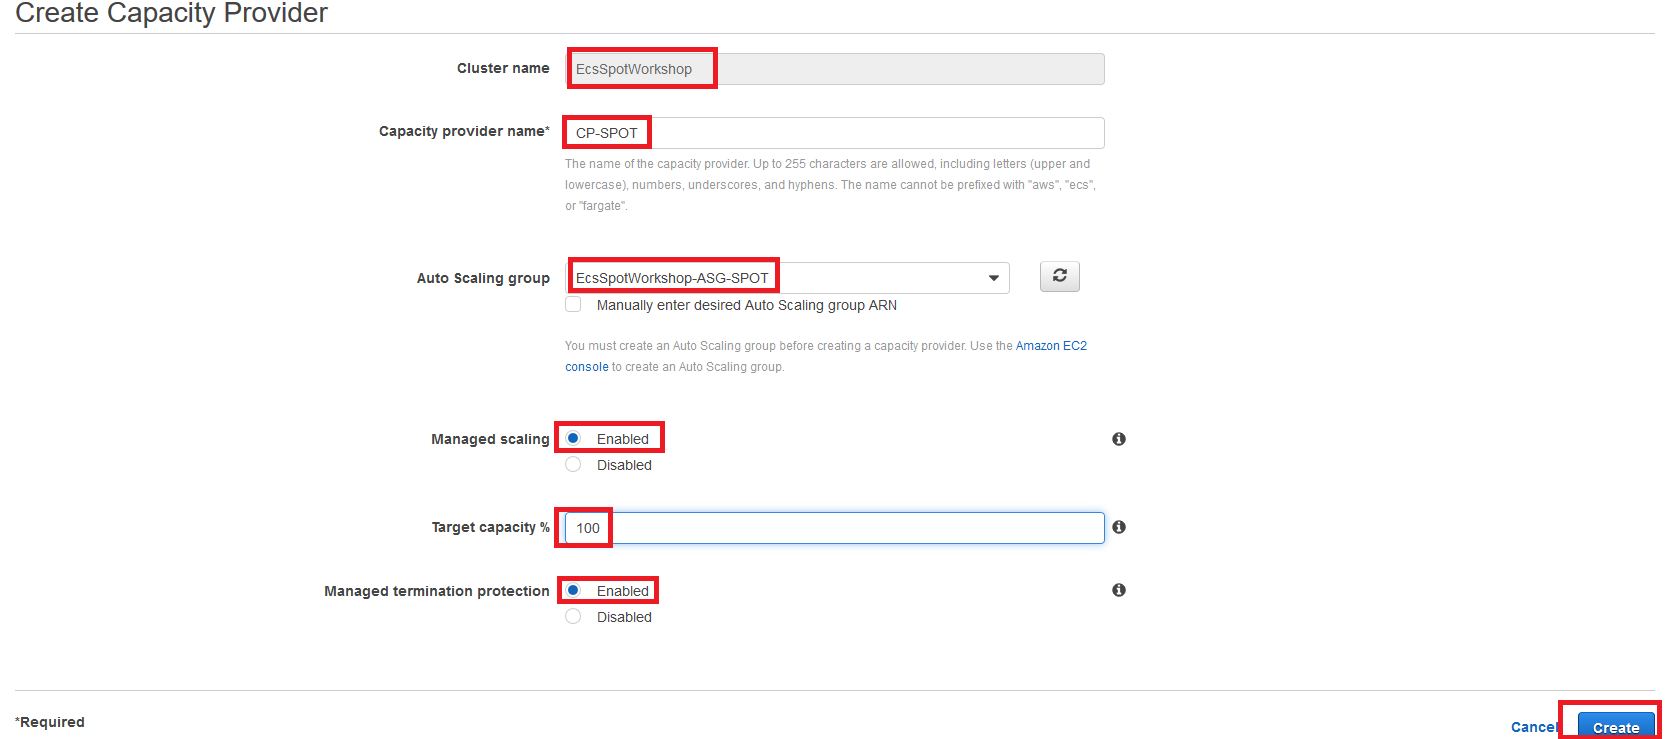 Create Capacity Provider
Cluster name
EcsSpotWorkshop
Capacity provider name*
CP-SPOT
The name of the capacity provider. Up to 255 characters are allowed, including letters (upper and
lowercase), numbers, underscores, and hyphens. The name cannot be prefixed with "aws", "ecs",
or "fargate".
Auto Scaling group
EcsSpotWorkshop-ASG-SPOT
Manually enter desired Auto Scaling group ARN
You must create an Auto Scaling group before creating a capacity provider. Use the Amazon EC2
console to create an Auto Scaling group.
Managed scaling
Enabled
Disabled
Target capacity %
100
Managed termination protection
Enabled
Disabled
*Required
Cancel
Create